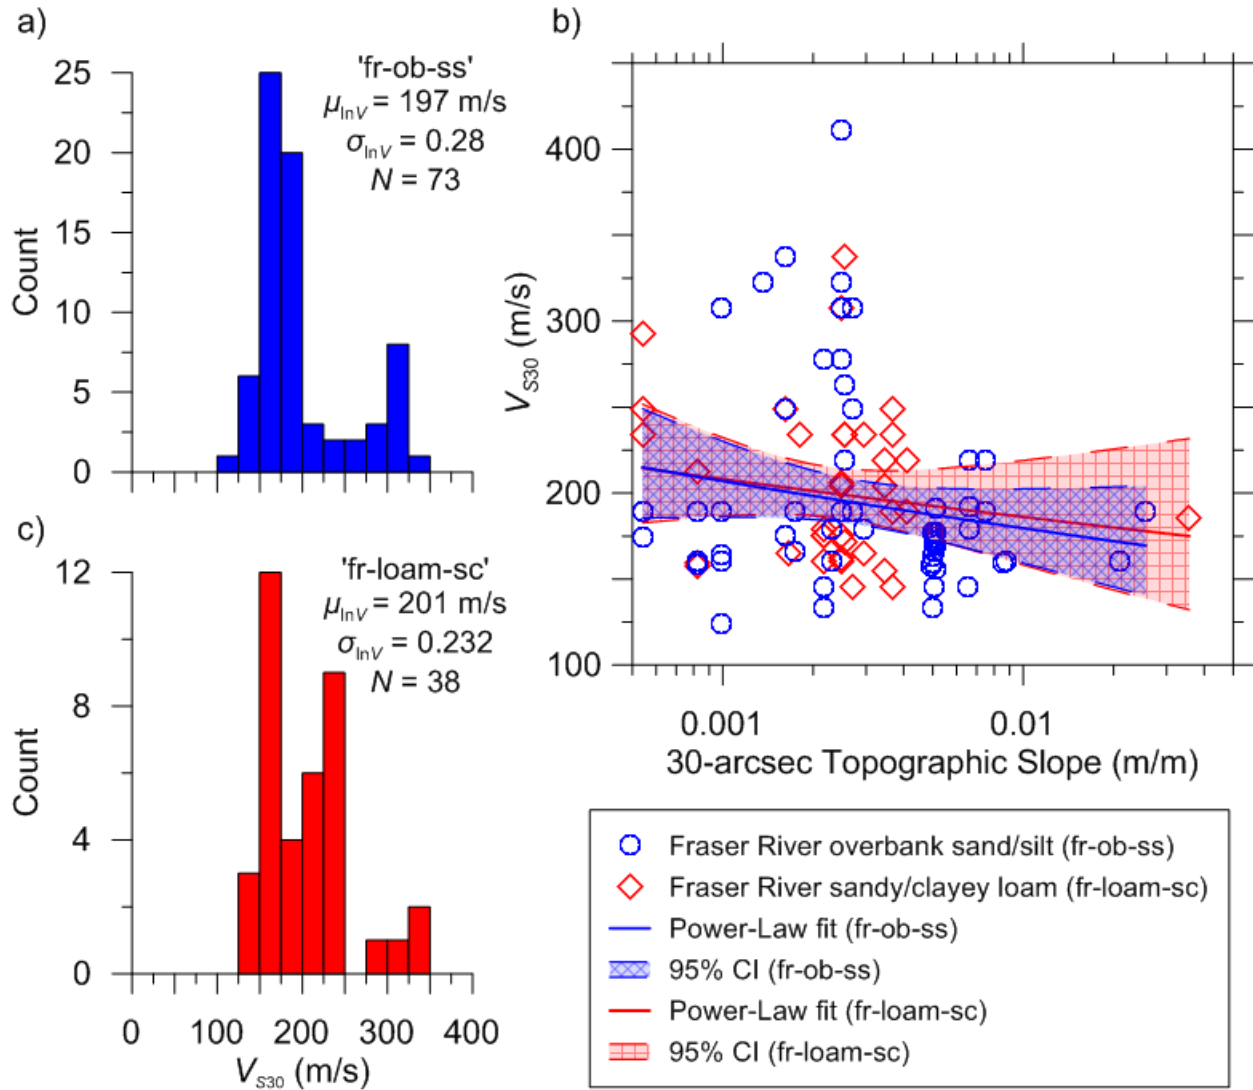 a)
'fr-ob-ss'
μlnV = 197 m/s
σlnV = 0.28
N = 73
25
20
15
10
5
0
Count
b)
400
300
200
100
VS30 (m/s)
0.001 0.01
30-arcsec Topographic Slope (m/m)
c)
'fr-loam-sc'
μlnV = 201 m/s
σlnV = 0.232
N = 38
12
8
4
0
Count
0 100 200 300 400
VS30 (m/s)
Fraser River overbank sand/silt (fr-ob-ss)
Fraser River sandy/clayey loam (fr-loam-sc)
Power-Law fit (fr-ob-ss)
95% CI (fr-ob-ss)
Power-Law fit (fr-loam-sc)
95% CI (fr-loam-sc)